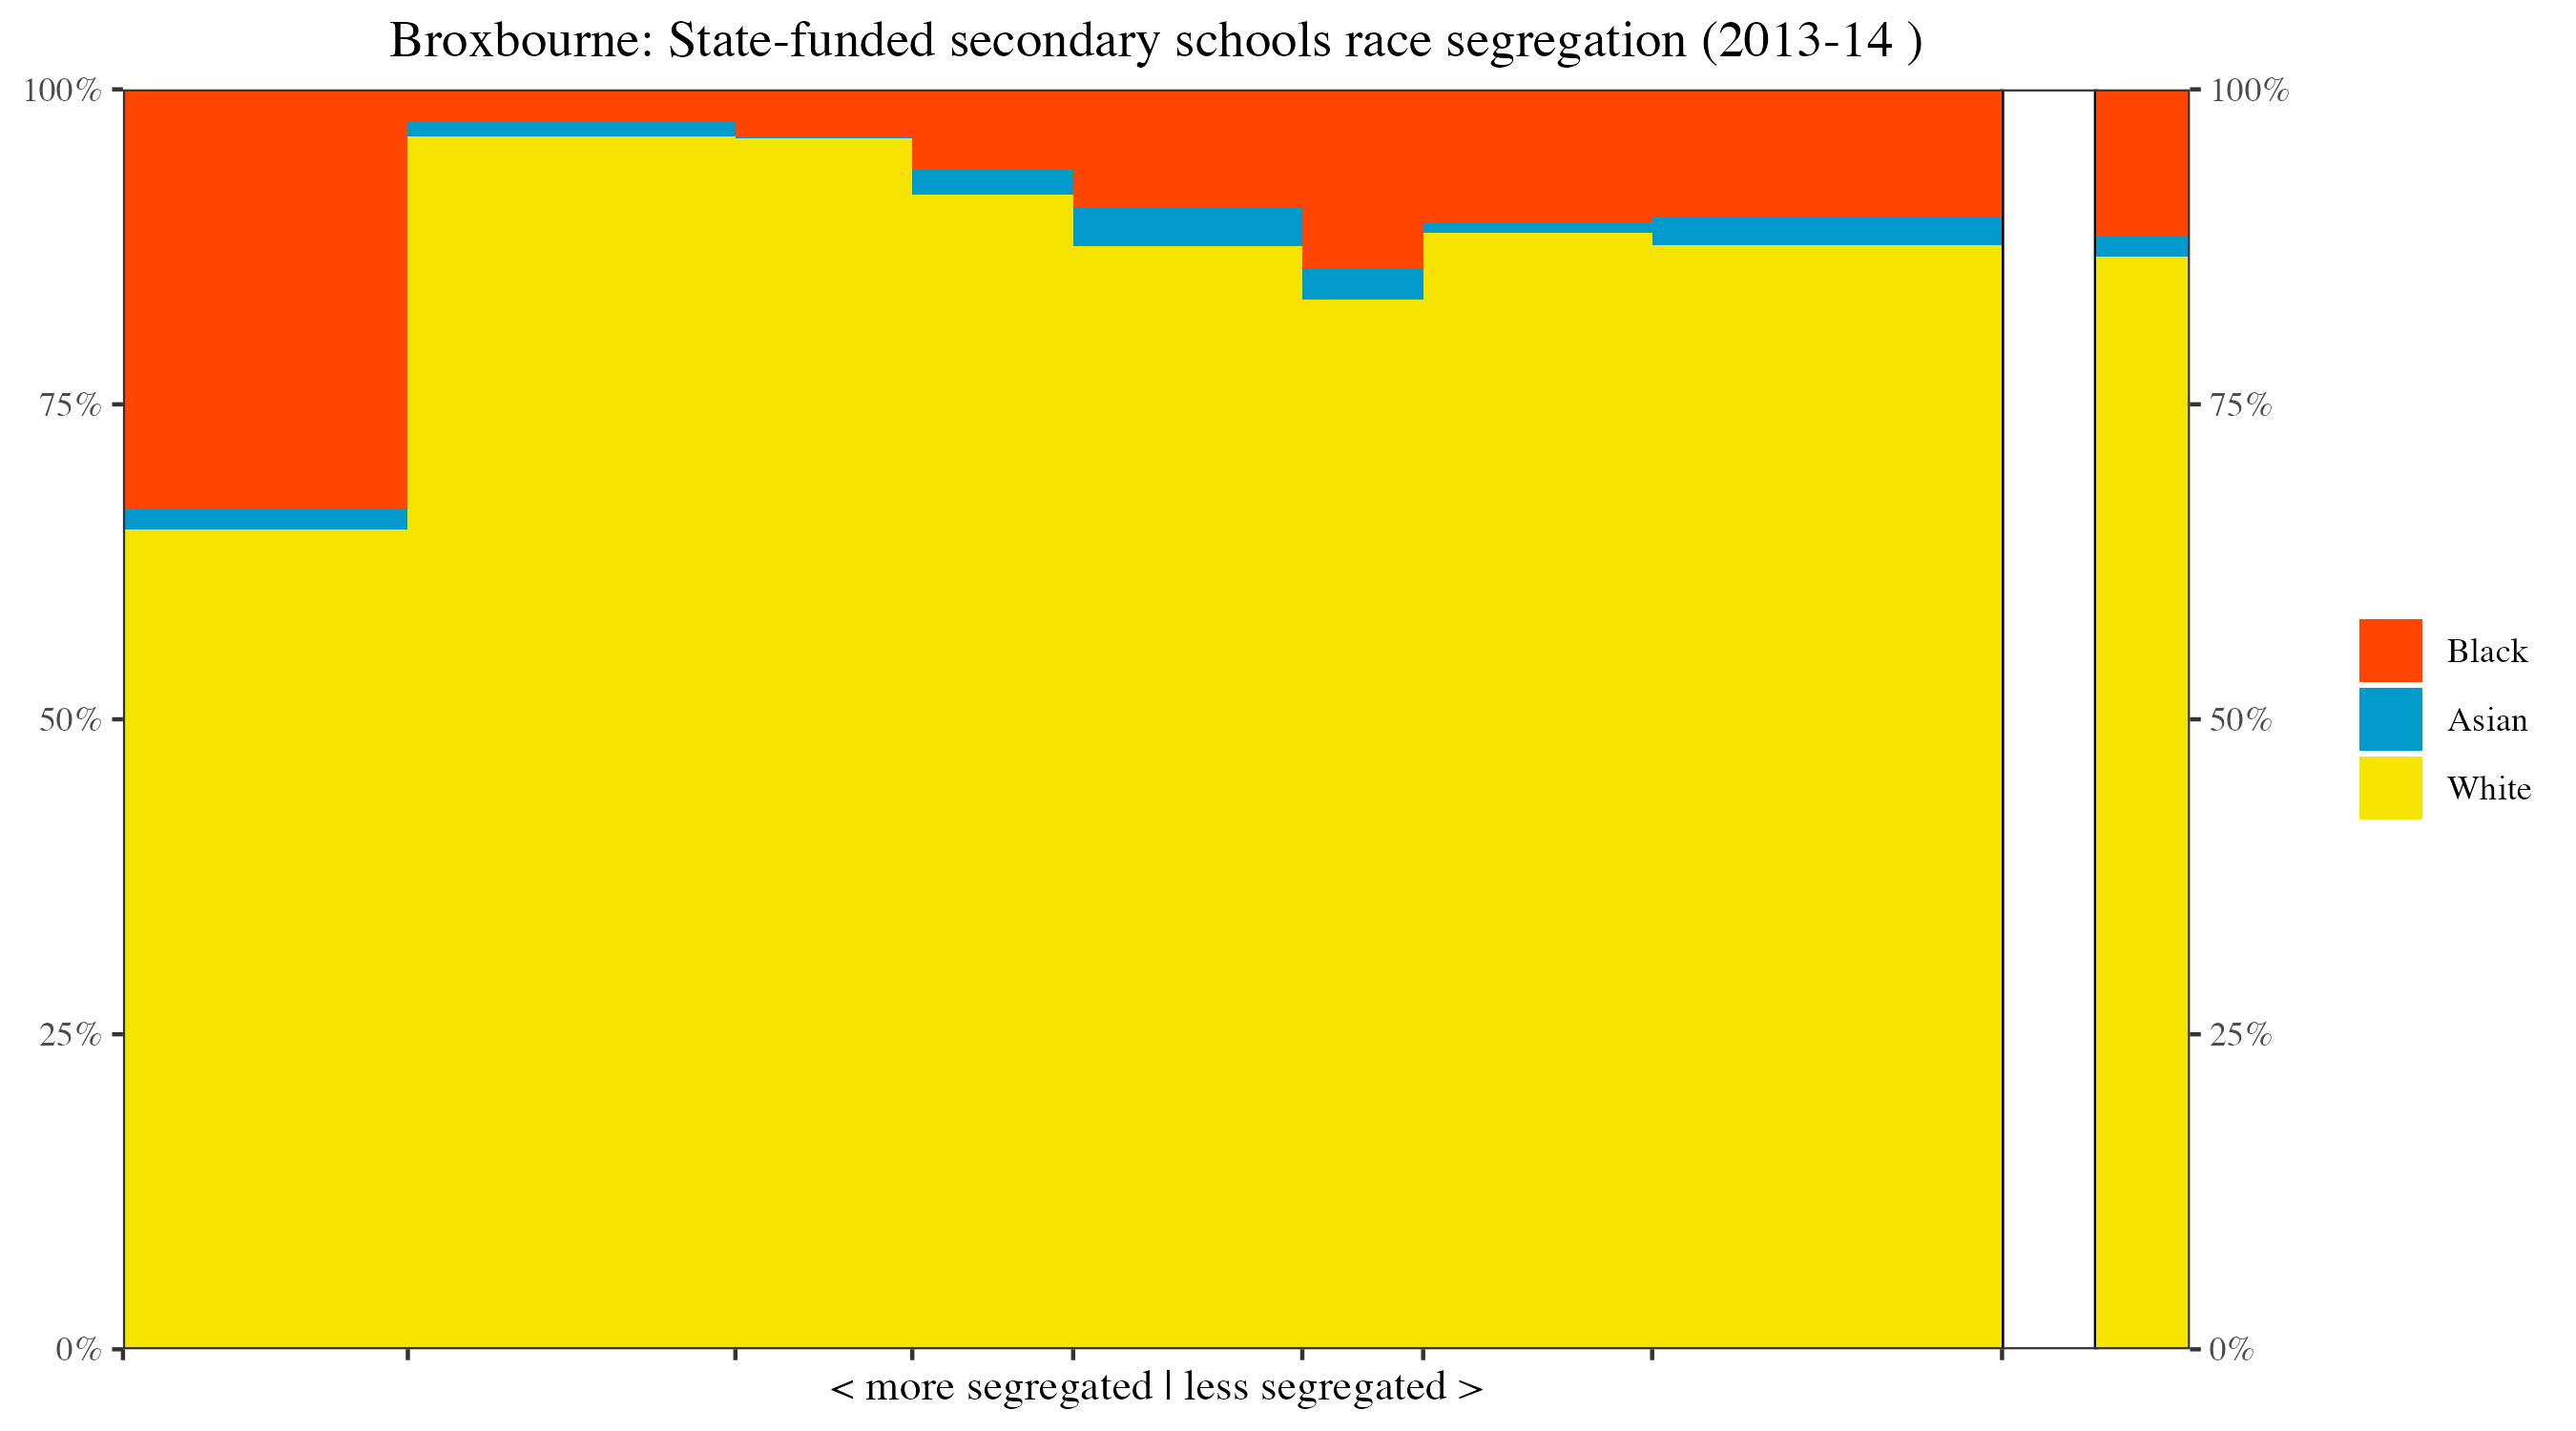 Broxbourne: State-funded secondary schools race segregation (2013-14 )
100%
75%
50%
25%
0%
100%
75%
50%
25%
0%
Black
Asian
White
< more segregated | less segregated >